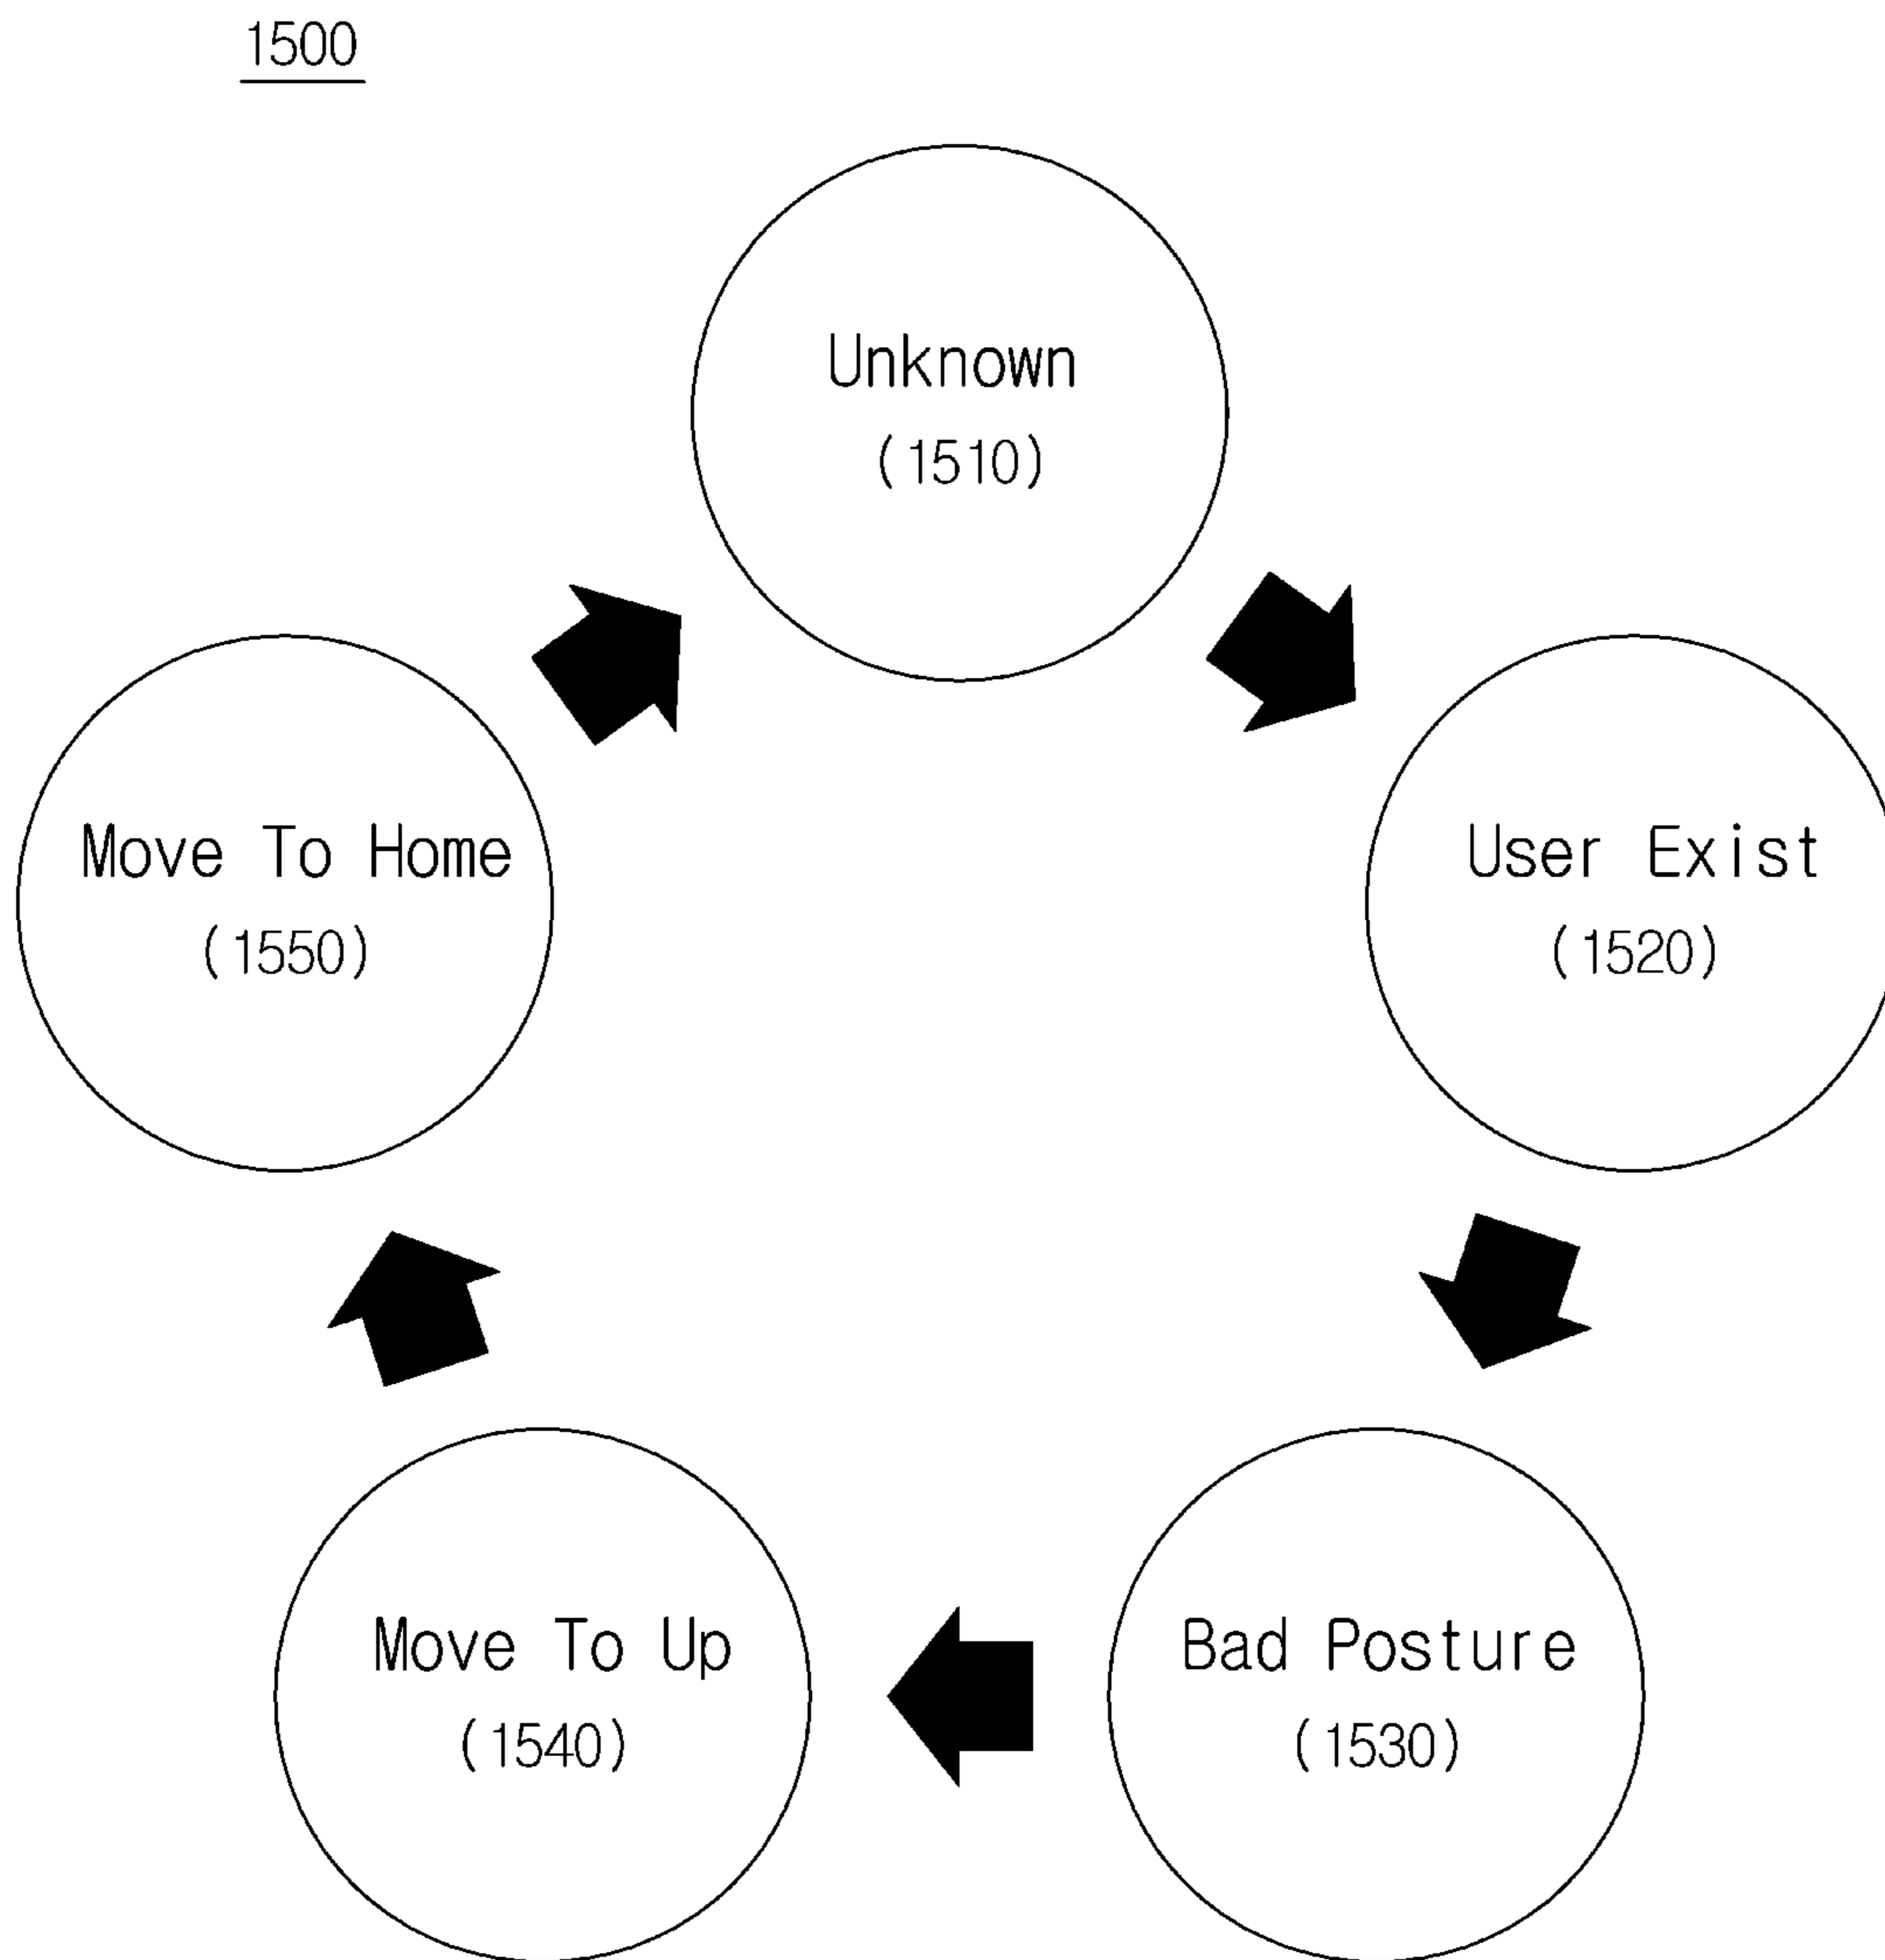 1500
Unknown
(1510)
User Exist
(1520)
Bad Posture
(1530)
Move To Up
(1540)
Move To Home
(1550)